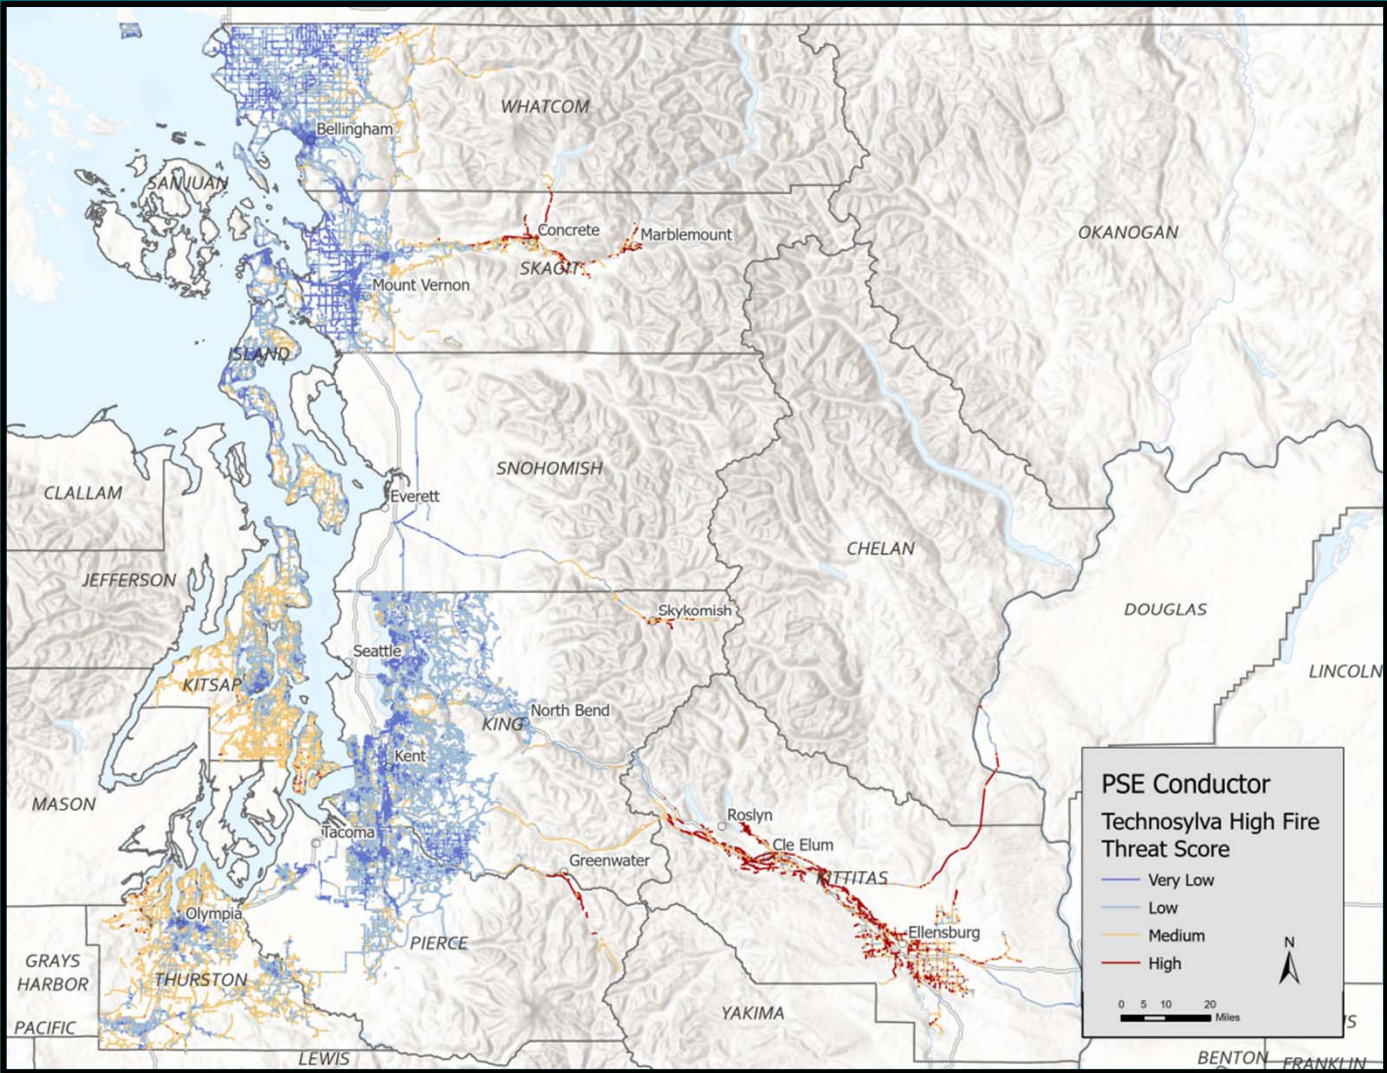 WHATCOM
Bellingham
SANJUAN
Concrete
Marblemount
OKANOGAN
SKAGIT
Mount Vernon
ISLAND
SNOHOMISH
CLALLAM
Everett
CHELAN
JEFFERSON
Skykomish
DOUGLAS
Seattle
LINCOLN
KITSAP
North Bend
KING
Kent
MASON
Roslyn
Tacoma
Cle Elum
Greenwater
KITTITAS
Olympia
Ellensburg
PIERCE
GRAYS
HARBOR
THURSTON
YAKIMA
PACIFIC
LEWIS
BENTON
FRANKLIN
PSE Conductor
Technosylva High Fire
Threat Score
Very Low
Low
Medium
High
N
0 5 10 20
Miles